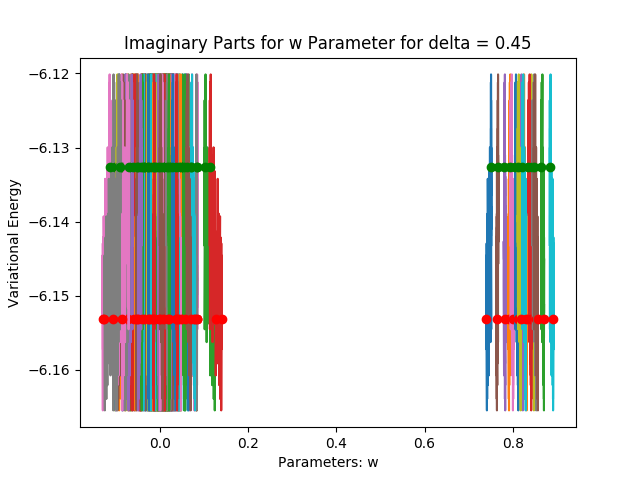 Imaginary Parts for w Parameter for delta = 0.45
Variational Energy
−6.12
−6.13
−6.14
−6.15
−6.16
0.0 0.2 0.4 0.6 0.8
Parameters: w